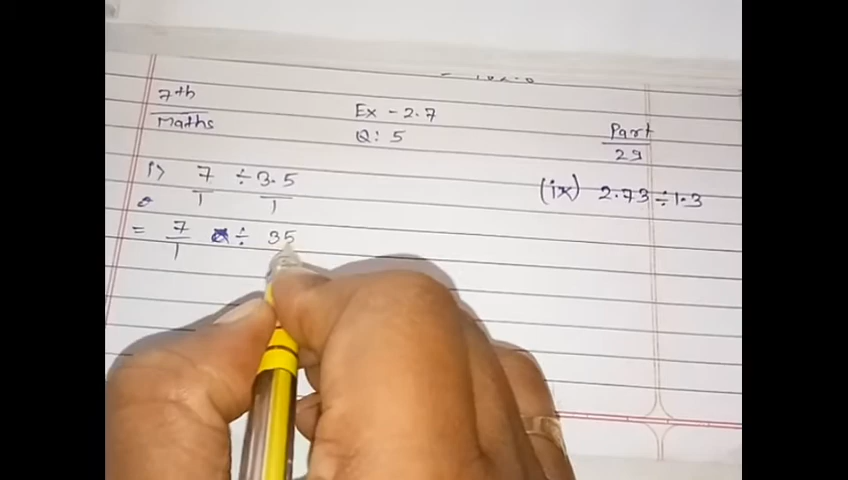 7th
Maths
Ex - 2.7
Q: 5
Part
29
i) 7/1 ÷ 3.5/1
= 7/1 ÷ 35
(ix) 2.73 ÷ 1.3